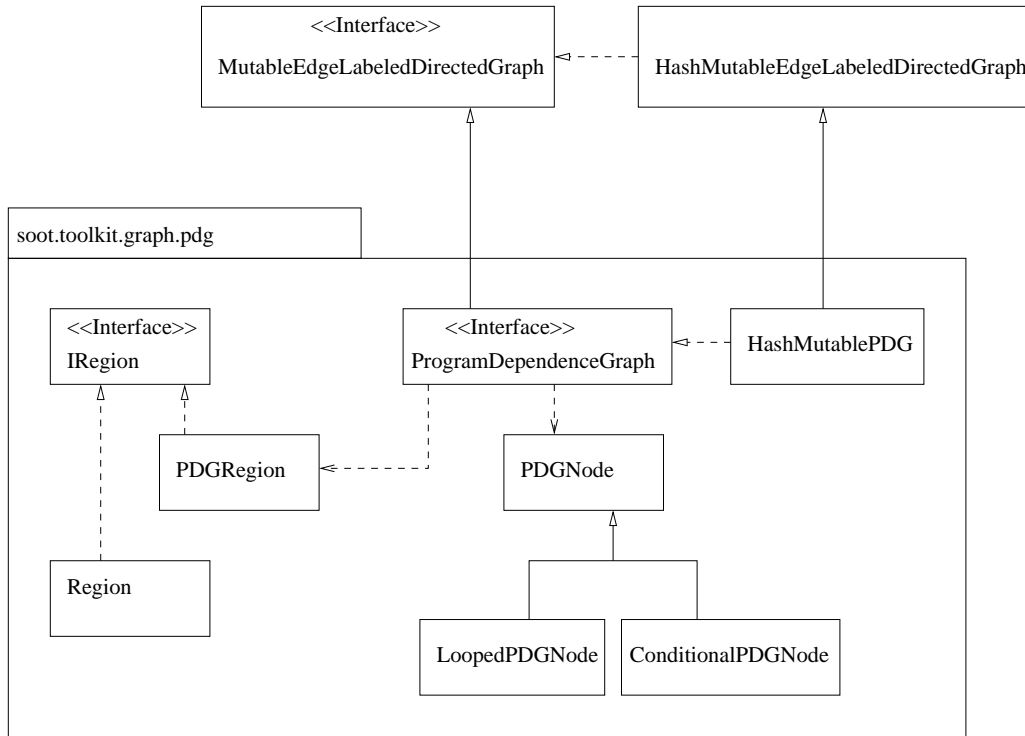 <<Interface>>
MutableEdgeLabeledDirectedGraph
HashMutableEdgeLabeledDirectedGraph
soot.toolkit.graph.pdg
<<Interface>>
IRegion
<<Interface>>
ProgramDependenceGraph
HashMutablePDG
PDGRegion
PDGNode
Region
LoopedPDGNode
ConditionalPDGNode